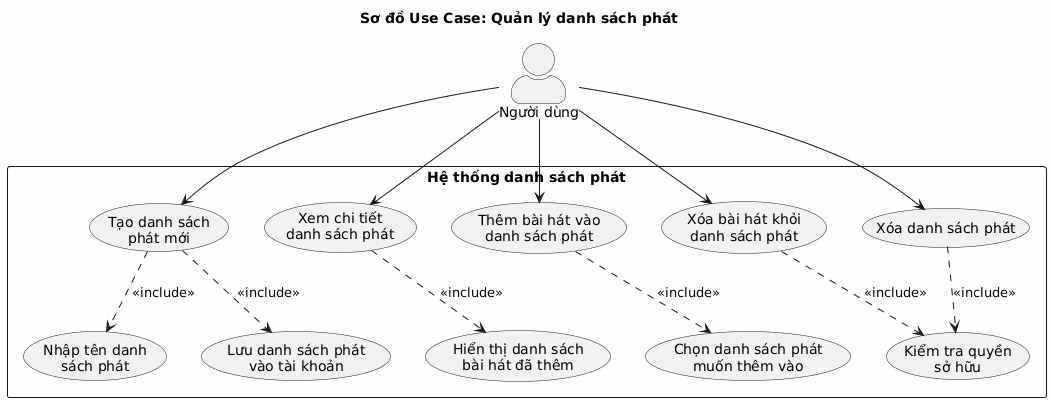 Sơ đồ Use Case: Quản lý danh sách phát
Người dùng
Hệ thống danh sách phát
Tạo danh sách
phát mới
Xem chi tiết
danh sách phát
Thêm bài hát vào
danh sách phát
Xóa bài hát khỏi
danh sách phát
Xóa danh sách phát
«include»
«include»
«include»
«include»
«include»
«include»
Nhập tên danh
sách phát
Lưu danh sách phát
vào tài khoản
Hiển thị danh sách
bài hát đã thêm
Chọn danh sách phát
muốn thêm vào
Kiểm tra quyền
sở hữu